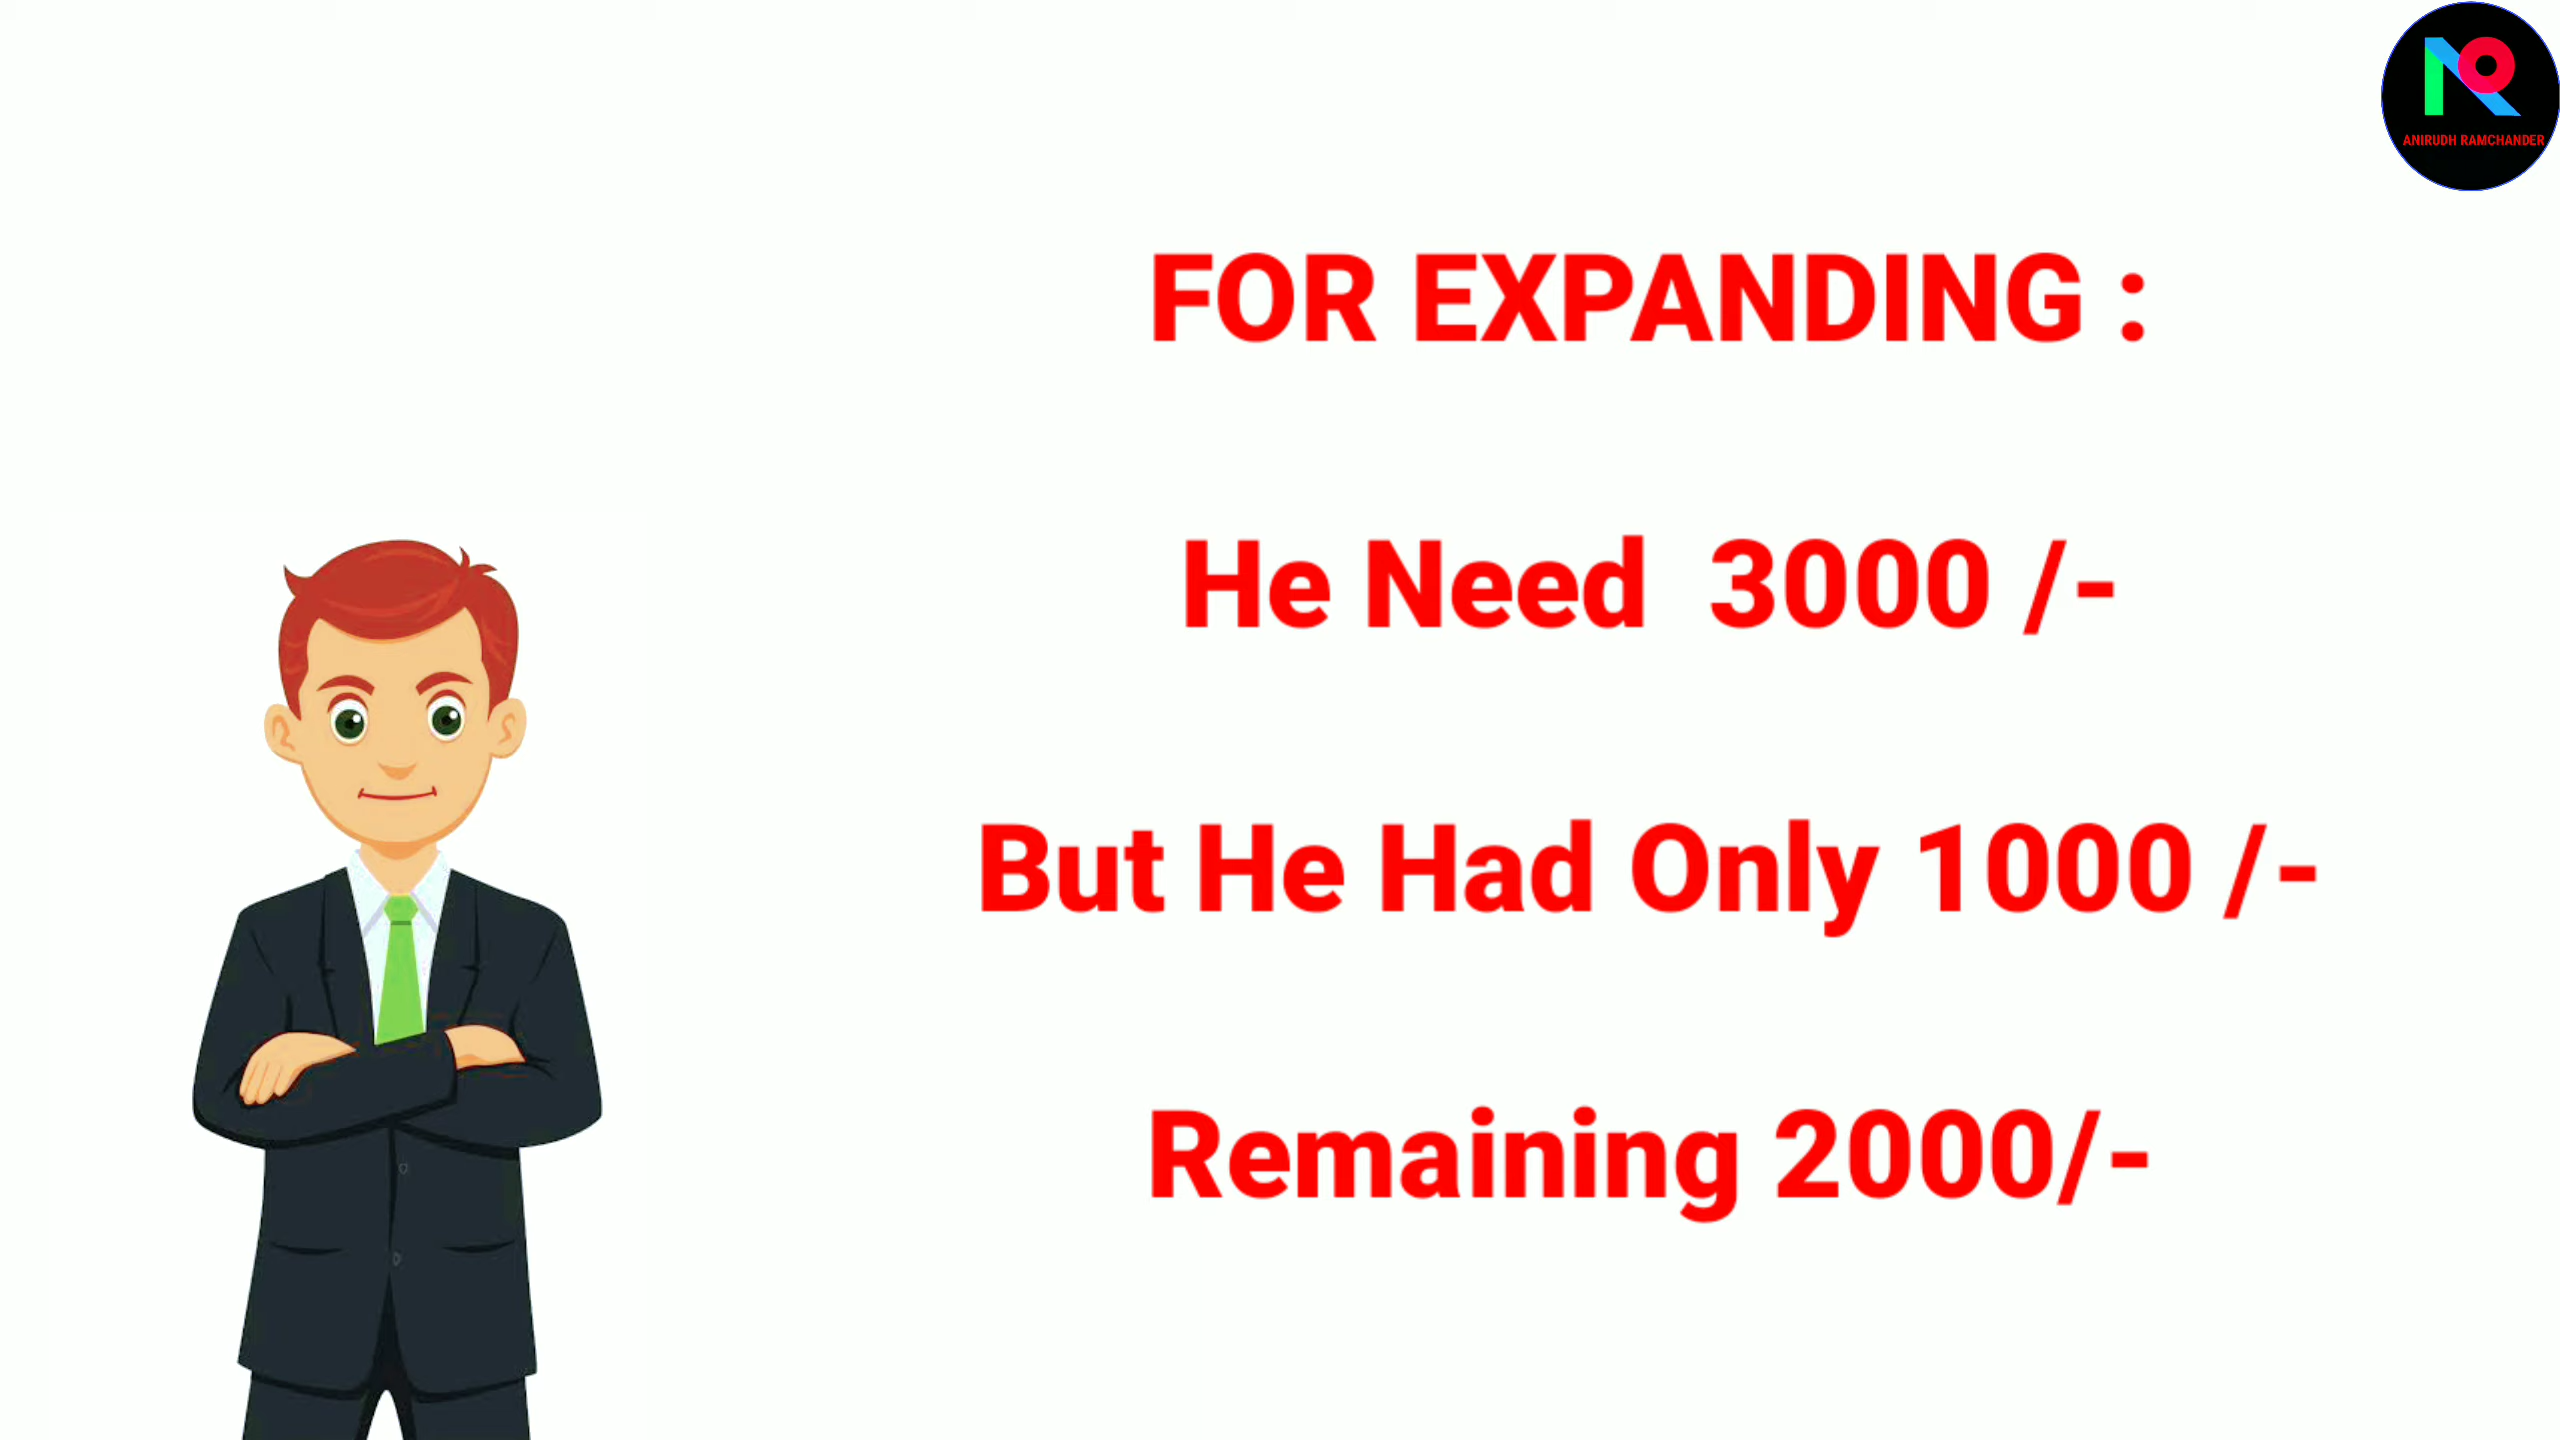 ANIRUDH RAMCHANDER
FOR EXPANDING :
He Need 3000 /-
But He Had Only 1000 /-
Remaining 2000/-